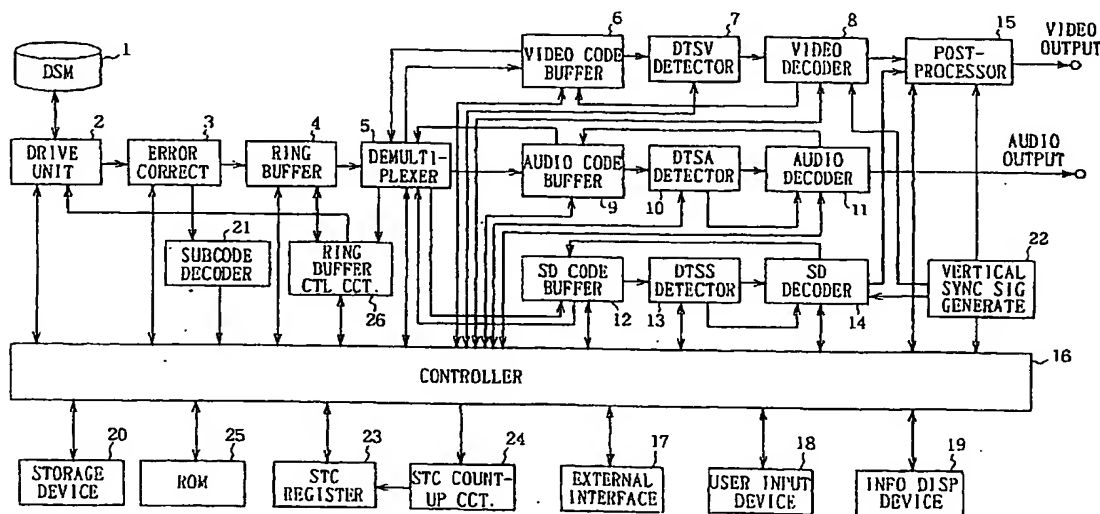 1
DSM
2
DRIVE
UNIT
3
ERROR
CORRECT
4
RING
BUFFER
5
DEMULTI-
PLEXER
6
VIDEO CODE
BUFFER
7
DTSV
DETECTOR
8
VIDEO
DECODER
15
POST-
PROCESSOR
VIDEO
OUTPUT
AUDIO CODE
BUFFER
9
DTSA
DETECTOR
10
AUDIO
DECODER
11
AUDIO
OUTPUT
21
SUBCODE
DECODER
RING
BUFFER
CTL CCT.
26
SD CODE
BUFFER
12
DTSS
DETECTOR
13
SD
DECODER
14
22
VERTICAL
SYNC SIG
GENERATE
CONTROLLER
16
20
STORAGE
DEVICE
25
ROM
23
STC
REGISTER
24
STC COUNT-
UP CCT.
17
EXTERNAL
INTERFACE
18
USER INPUT
DEVICE
19
INFO DISP
DEVICE